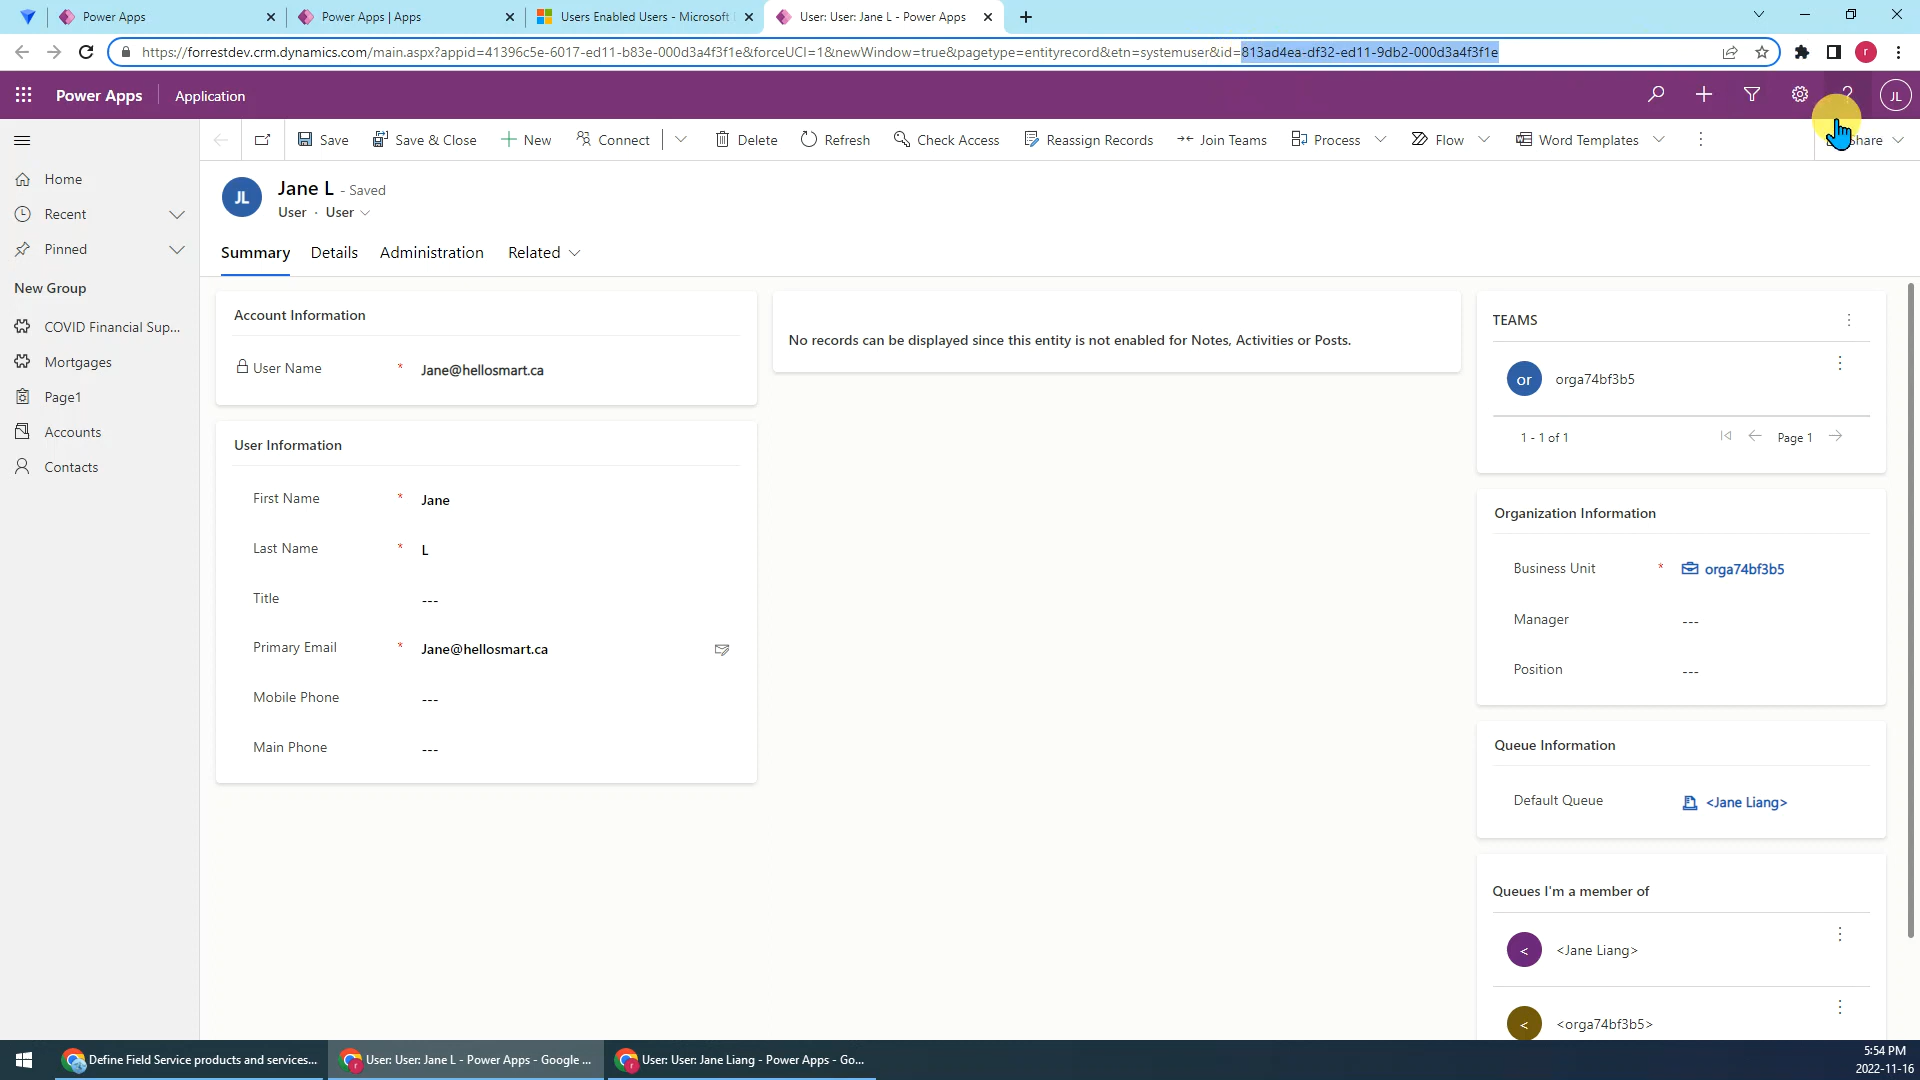 Power Apps
Power Apps | Apps
Users Enabled Users - Microsoft
User: User: Jane L - Power Apps
https://forrestdev.crm.dynamics.com/main.aspx?appid=41396c5e-6017-ed11-b83e-000d3a4f3f1e&forceUCI=1&newWindow=true&pagetype=entityrecord&etn=systemuser&id=813ad4ea-df32-ed11-9db2-000d3a4f3f1e
r
Power Apps Application
?
JL
Save
Save & Close
New
Connect
Delete
Refresh
Check Access
Reassign Records
Join Teams
Process
Flow
Word Templates
Home
Recent
Pinned
New Group
COVID Financial Sup...
Mortgages
Page1
Accounts
Contacts
JL
Jane L - Saved
User · User
Summary Details Administration Related
Account Information
User Name * Jane@hellosmart.ca
User Information
First Name * Jane
Last Name * L
Title ---
Primary Email * Jane@hellosmart.ca
Mobile Phone ---
Main Phone ---
No records can be displayed since this entity is not enabled for Notes, Activities or Posts.
TEAMS
or orga74bf3b5
1 - 1 of 1 Page 1
Organization Information
Business Unit * orga74bf3b5
Manager ---
Position ---
Queue Information
Default Queue <Jane Liang>
Queues I'm a member of
< <Jane Liang>
< <orga74bf3b5>
Define Field Service products and services...
User: User: Jane L - Power Apps - Google ...
User: User: Jane Liang - Power Apps - Go...
5:54 PM
2022-11-16